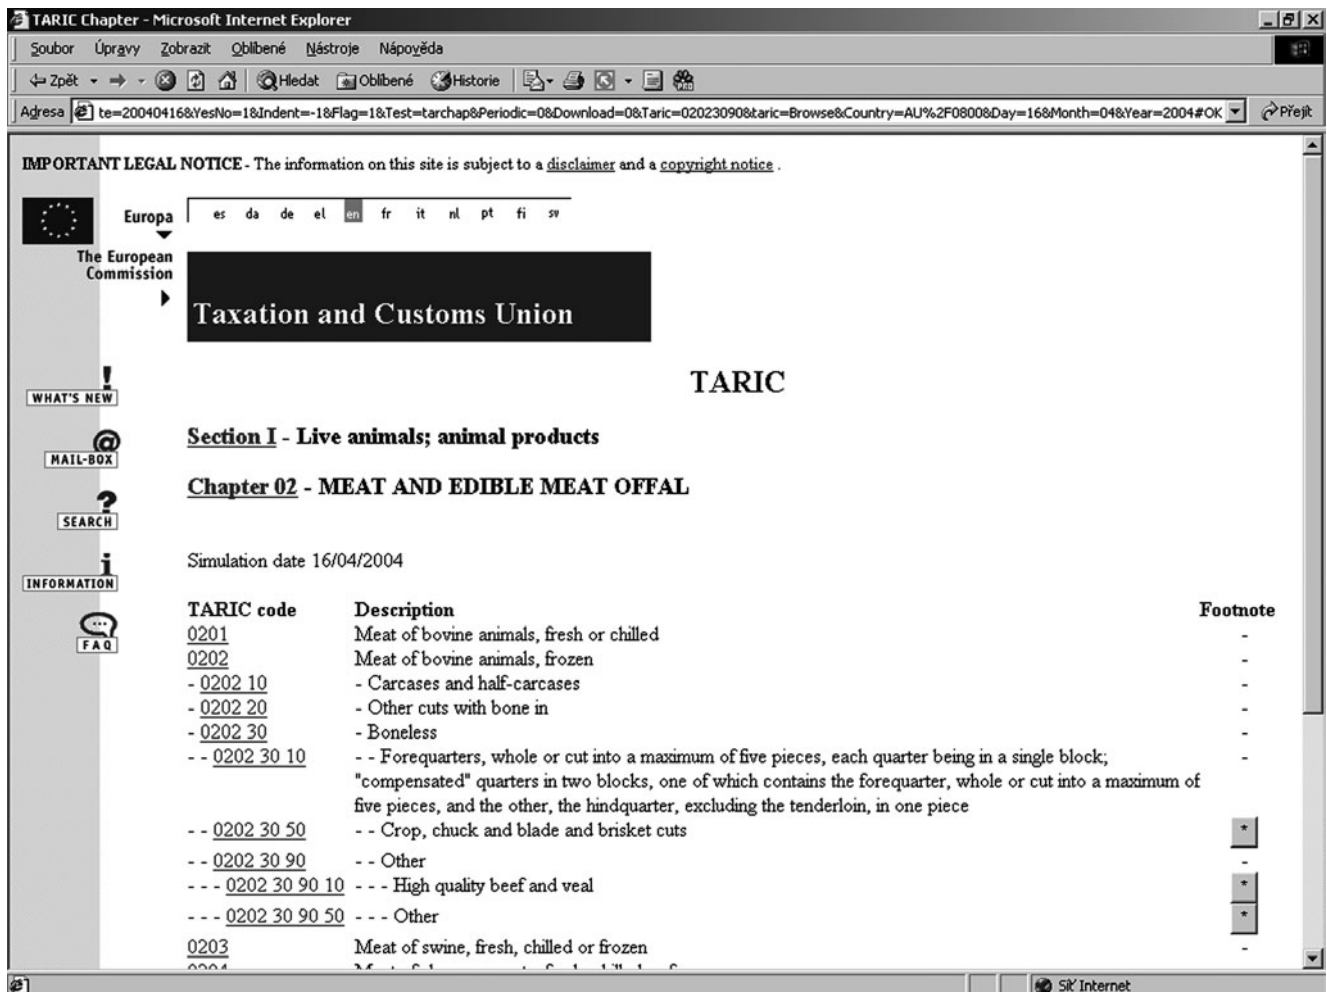 TARIC Chapter - Microsoft Internet Explorer
Soubor Úpravy Zobrazit Oblíbené Nástroje Nápověda
Zpět Hledat Oblíbené Historie
Adresa te=20040416&YesNo=1&Indent=-1&Flag=1&Test=tarchap&Periodic=0&Download=0&Taric=02023090&taric=Browse&Country=AU%2F0800&Day=16&Month=04&Year=2004#OK Přejít
IMPORTANT LEGAL NOTICE - The information on this site is subject to a disclaimer and a copyright notice .
Europa es da de el en fr it nl pt fi sv
The European
Commission
Taxation and Customs Union
TARIC
WHAT'S NEW
Section I - Live animals; animal products
MAIL-BOX
Chapter 02 - MEAT AND EDIBLE MEAT OFFAL
SEARCH
Simulation date 16/04/2004
INFORMATION
FAQ
TARIC code Description Footnote
0201 Meat of bovine animals, fresh or chilled -
0202 Meat of bovine animals, frozen -
- 0202 10 - Carcases and half-carcases -
- 0202 20 - Other cuts with bone in -
- 0202 30 - Boneless -
- - 0202 30 10 - - Forequarters, whole or cut into a maximum of five pieces, each quarter being in a single block; -
"compensated" quarters in two blocks, one of which contains the forequarter, whole or cut into a maximum of
five pieces, and the other, the hindquarter, excluding the tenderloin, in one piece
- - 0202 30 50 - - Crop, chuck and blade and brisket cuts *
- - 0202 30 90 - - Other -
- - - 0202 30 90 10 - - - High quality beef and veal *
- - - 0202 30 90 50 - - - Other *
0203 Meat of swine, fresh, chilled or frozen -
Síť Internet